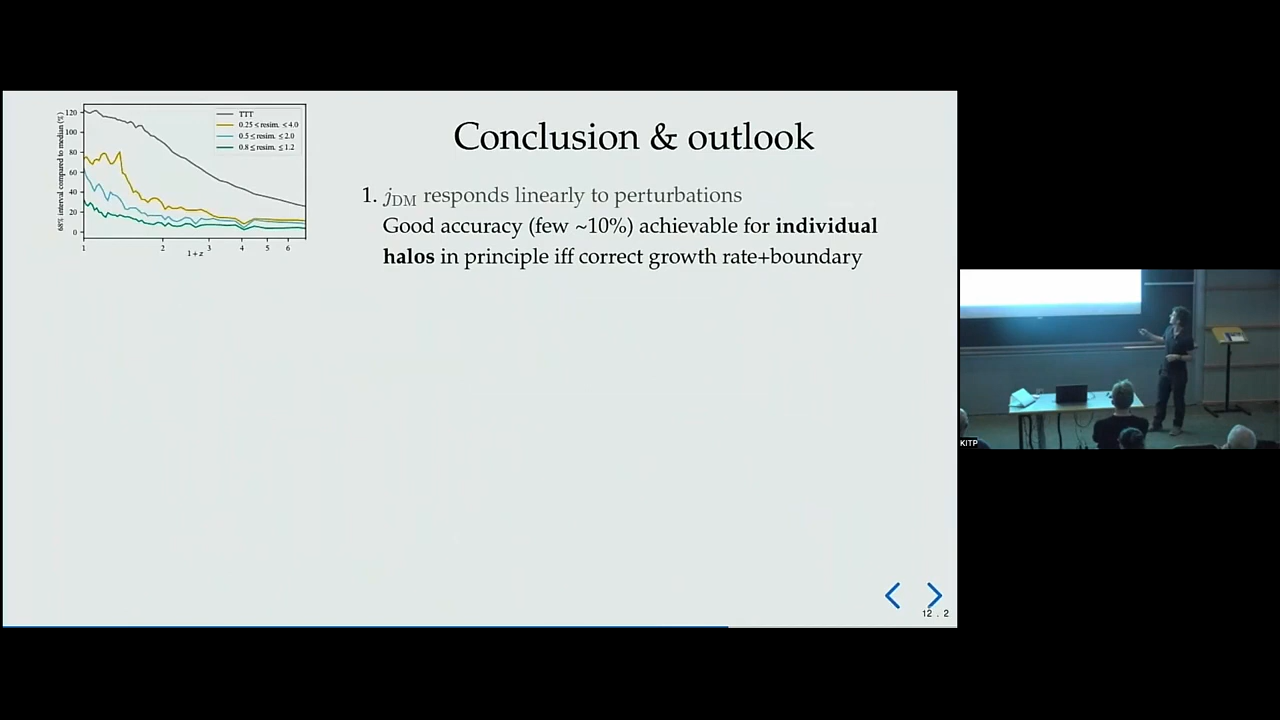 Conclusion & outlook
1. jDM responds linearly to perturbations
Good accuracy (few ~10%) achievable for individual
halos in principle iff correct growth rate+boundary
68% interval compared to median (%)
120
100
80
60
40
20
0
TTT
0.25 ≤ resim. ≤ 4.0
0.5 ≤ resim. ≤ 2.0
0.8 ≤ resim. ≤ 1.2
1
2
3
4
5
6
1 + z
12 . 2
KITP